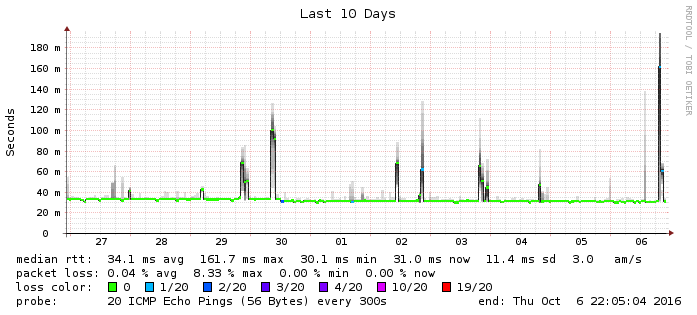 Last 10 Days
RRDTOOL / TOBI OETIKER
Seconds
180 m
160 m
140 m
120 m
100 m
80 m
60 m
40 m
20 m
0
27 28 29 30 01 02 03 04 05 06
median rtt: 34.1 ms avg 161.7 ms max 30.1 ms min 31.0 ms now 11.4 ms sd 3.0 am/s
packet loss: 0.04 % avg 8.33 % max 0.00 % min 0.00 % now
loss color: 0 1/20 2/20 3/20 4/20 10/20 19/20
probe: 20 ICMP Echo Pings (56 Bytes) every 300s end: Thu Oct 6 22:05:04 2016